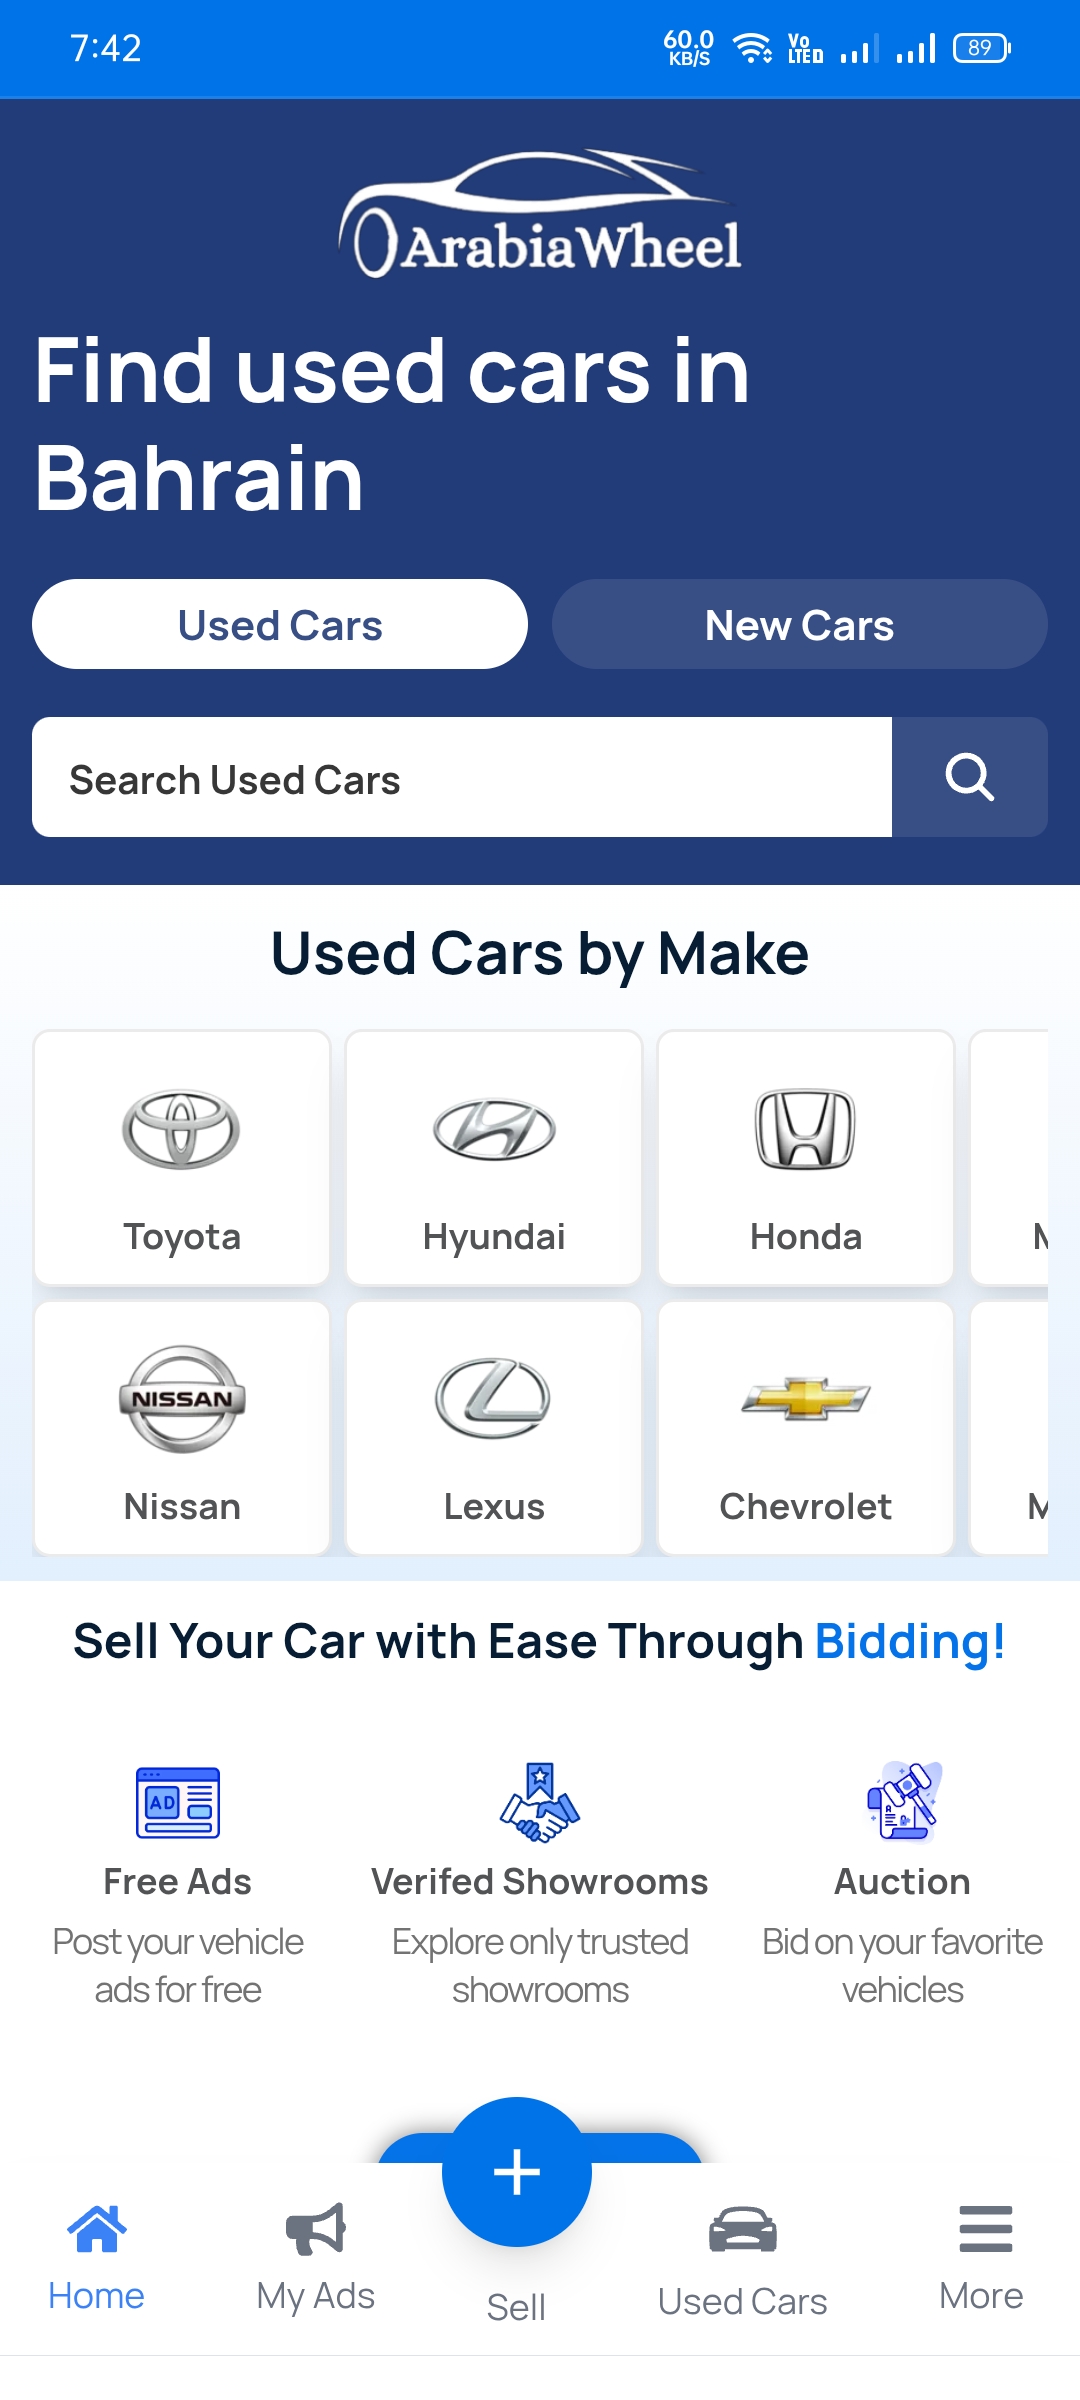 7:42
60.0
KB/S
Vo
LTED
89
ArabiaWheel
Find used cars in
Bahrain
Used Cars
New Cars
Search Used Cars
Used Cars by Make
Toyota
Hyundai
Honda
NISSAN
Nissan
Lexus
Chevrolet
Sell Your Car with Ease Through Bidding!
AD
Free Ads
Verifed Showrooms
Auction
Post your vehicle
ads for free
Explore only trusted
showrooms
Bid on your favorite
vehicles
Home
My Ads
Sell
Used Cars
More